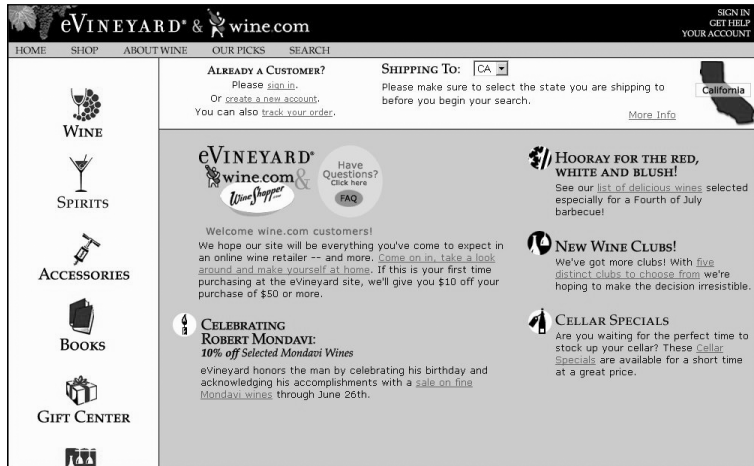 eVINEYARD® & wine.com
SIGN IN
GET HELP
YOUR ACCOUNT
HOME SHOP ABOUT WINE OUR PICKS SEARCH
ALREADY A CUSTOMER?
Please sign in.
Or create a new account.
You can also track your order.
SHIPPING TO: CA
Please make sure to select the state you are shipping to
before you begin your search.
More Info
California
WINE
SPIRITS
ACCESSORIES
BOOKS
GIFT CENTER
eVINEYARD®
wine.com &
WineShopper
Have
Questions?
Click here
FAQ
Welcome wine.com customers!
We hope our site will be everything you've come to expect in
an online wine retailer -- and more. Come on in, take a look
around and make yourself at home. If this is your first time
purchasing at the eVineyard site, we'll give you $10 off your
purchase of $50 or more.
CELEBRATING
ROBERT MONDAVI:
10% off Selected Mondavi Wines
eVineyard honors the man by celebrating his birthday and
acknowledging his accomplishments with a sale on fine
Mondavi wines through June 26th.
HOORAY FOR THE RED,
WHITE AND BLUSH!
See our list of delicious wines selected
especially for a Fourth of July
barbecue!
NEW WINE CLUBS!
We've got more clubs! With five
distinct clubs to choose from we're
hoping to make the decision irresistible.
CELLAR SPECIALS
Are you waiting for the perfect time to
stock up your cellar? These Cellar
Specials are available for a short time
at a great price.